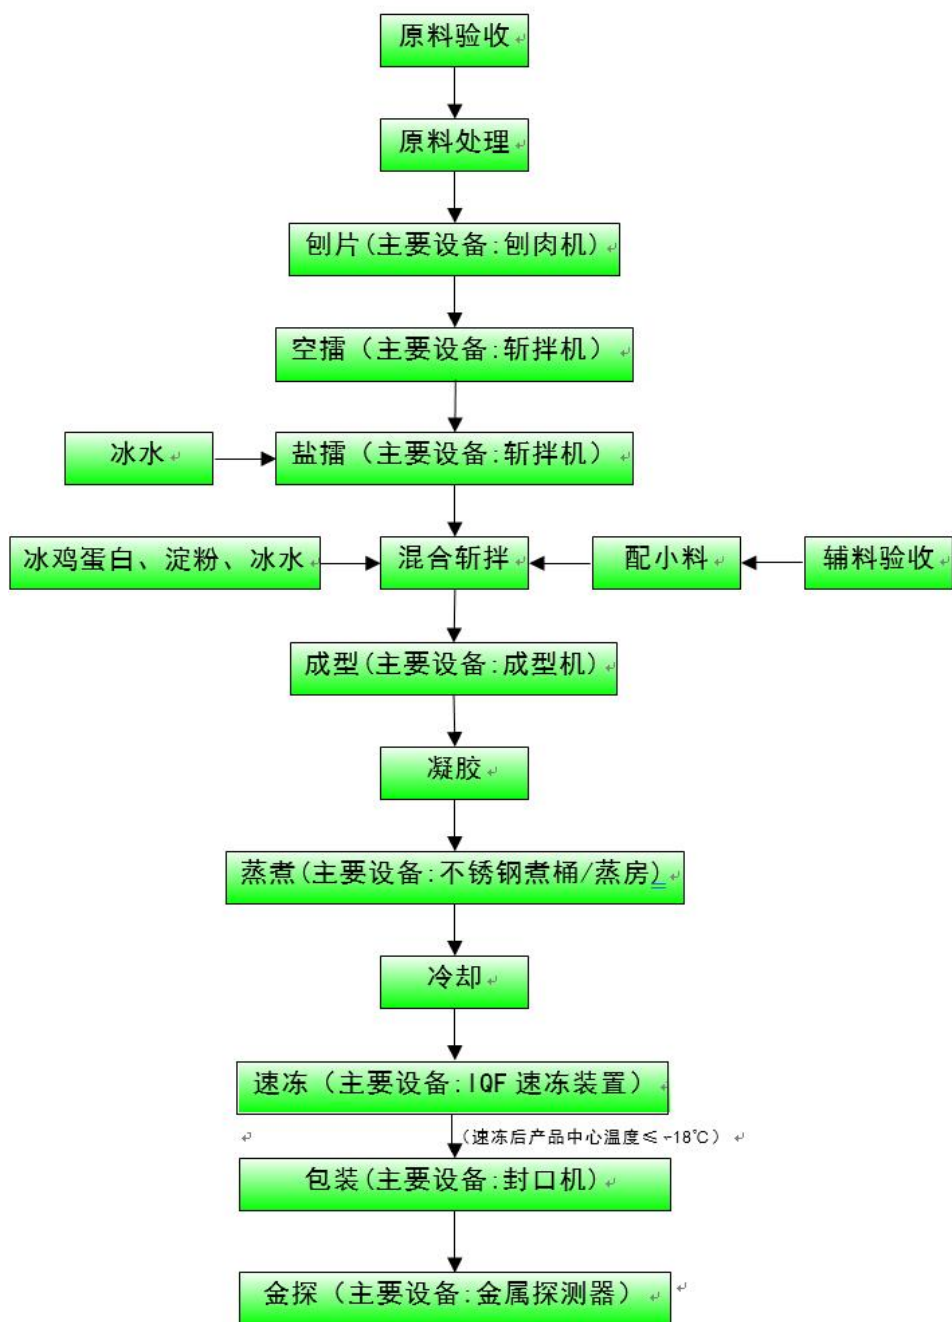 原料验收
原料处理
刨片(主要设备:刨肉机)
空擂（主要设备:斩拌机）
冰水
盐擂（主要设备:斩拌机）
冰鸡蛋白、淀粉、冰水
混合斩拌
配小料
辅料验收
成型(主要设备:成型机)
凝胶
蒸煮(主要设备:不锈钢煮桶/蒸房)
冷却
速冻（主要设备:IQF 速冻装置）
（速冻后产品中心温度≤ -18℃）
包装(主要设备:封口机)
金探（主要设备:金属探测器）